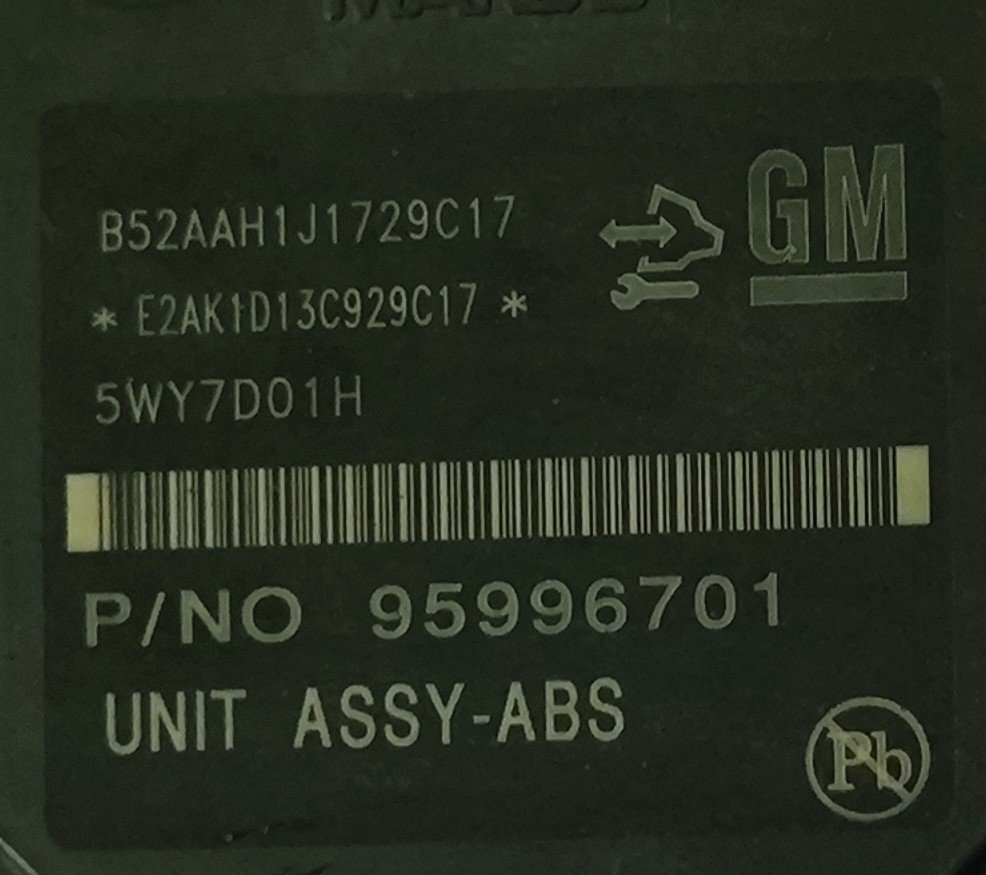 GM
B52AAH1J1729C17
* E2AK1D13C929C17 *
5WY7D01H
P/NO 95996701
UNIT ASSY-ABS
Pb